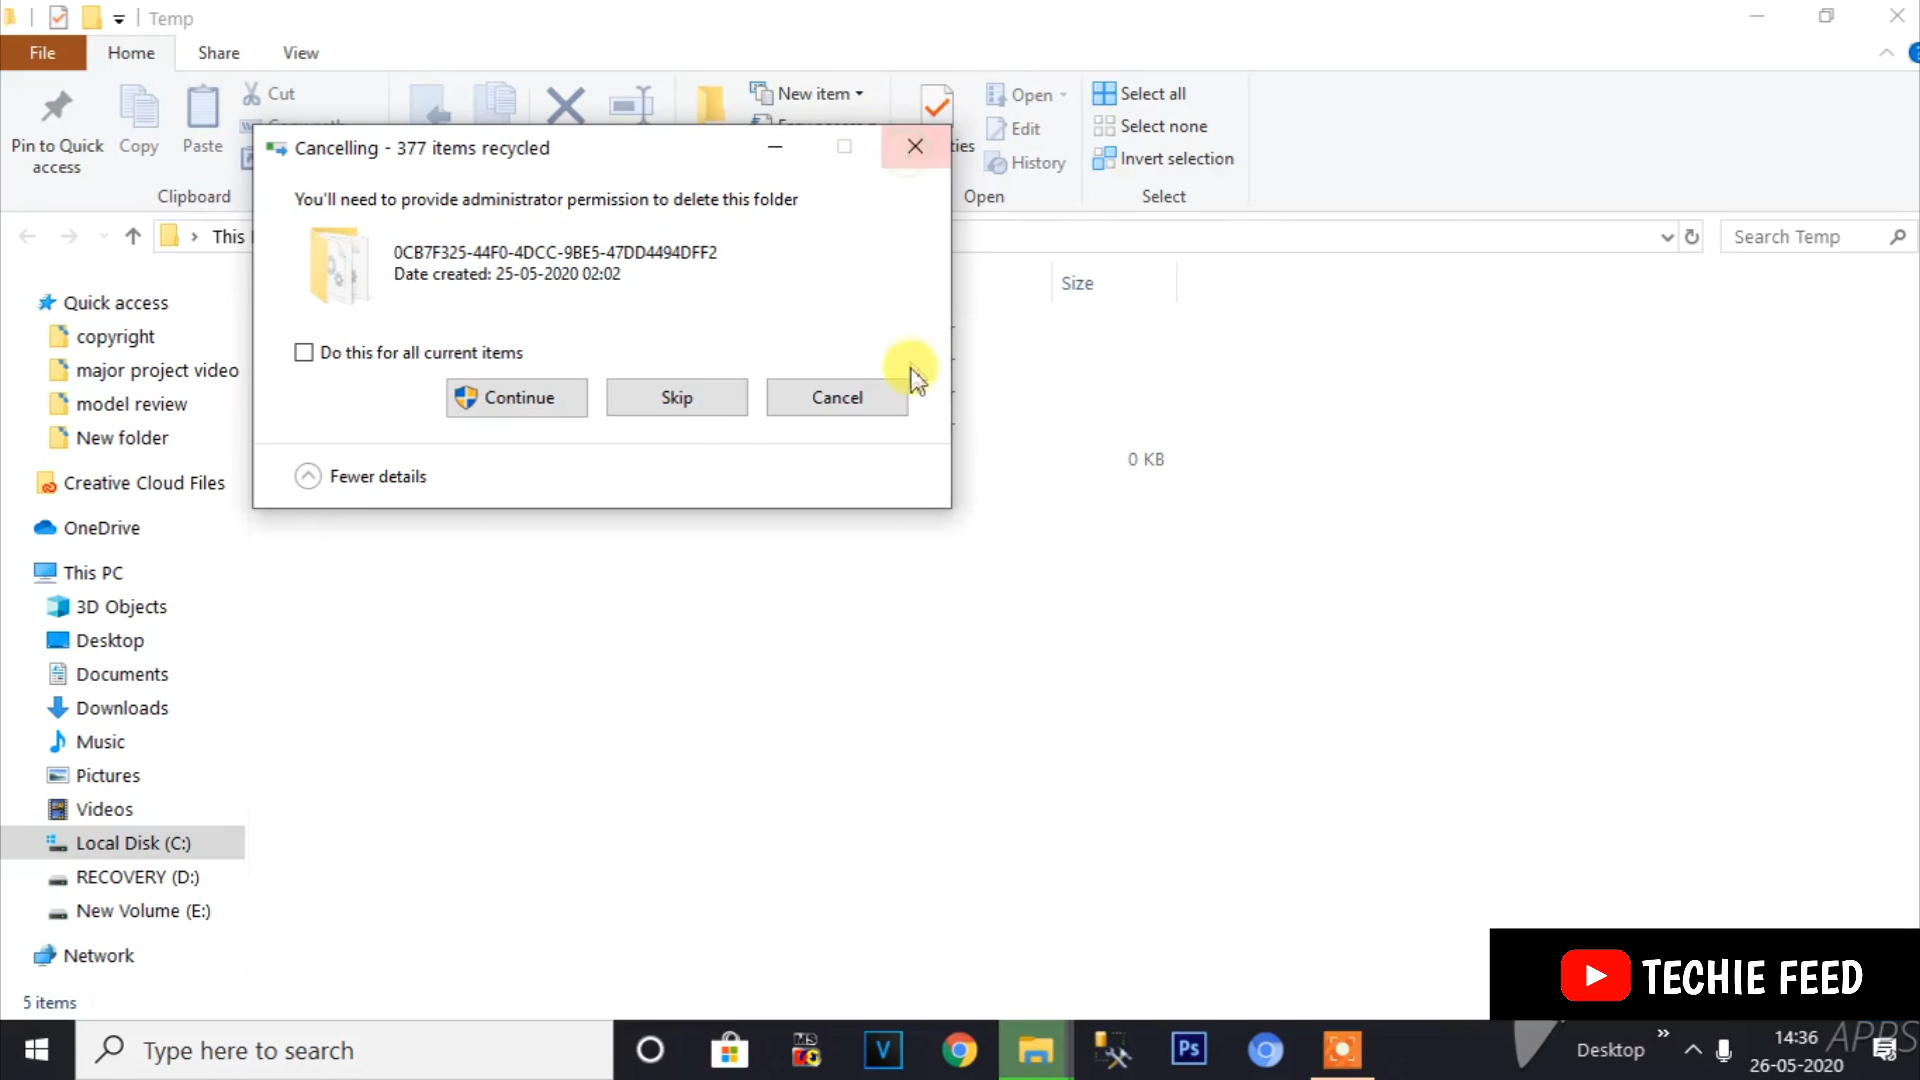 Temp
File
Home
Share
View
Pin to Quick
access
Copy
Paste
Cut
New item
Open
Edit
History
Select all
Select none
Invert selection
Clipboard
Open
Select
Cancelling - 377 items recycled
You'll need to provide administrator permission to delete this folder
0CB7F325-44F0-4DCC-9BE5-47DD4494DFF2
Date created: 25-05-2020 02:02
Do this for all current items
Continue
Skip
Cancel
Fewer details
This
Search Temp
Size
0 KB
Quick access
copyright
major project video
model review
New folder
Creative Cloud Files
OneDrive
This PC
3D Objects
Desktop
Documents
Downloads
Music
Pictures
Videos
Local Disk (C:)
RECOVERY (D:)
New Volume (E:)
Network
5 items
TECHIE FEED
Type here to search
MS
V
Ps
Desktop
14:36
26-05-2020
APPS